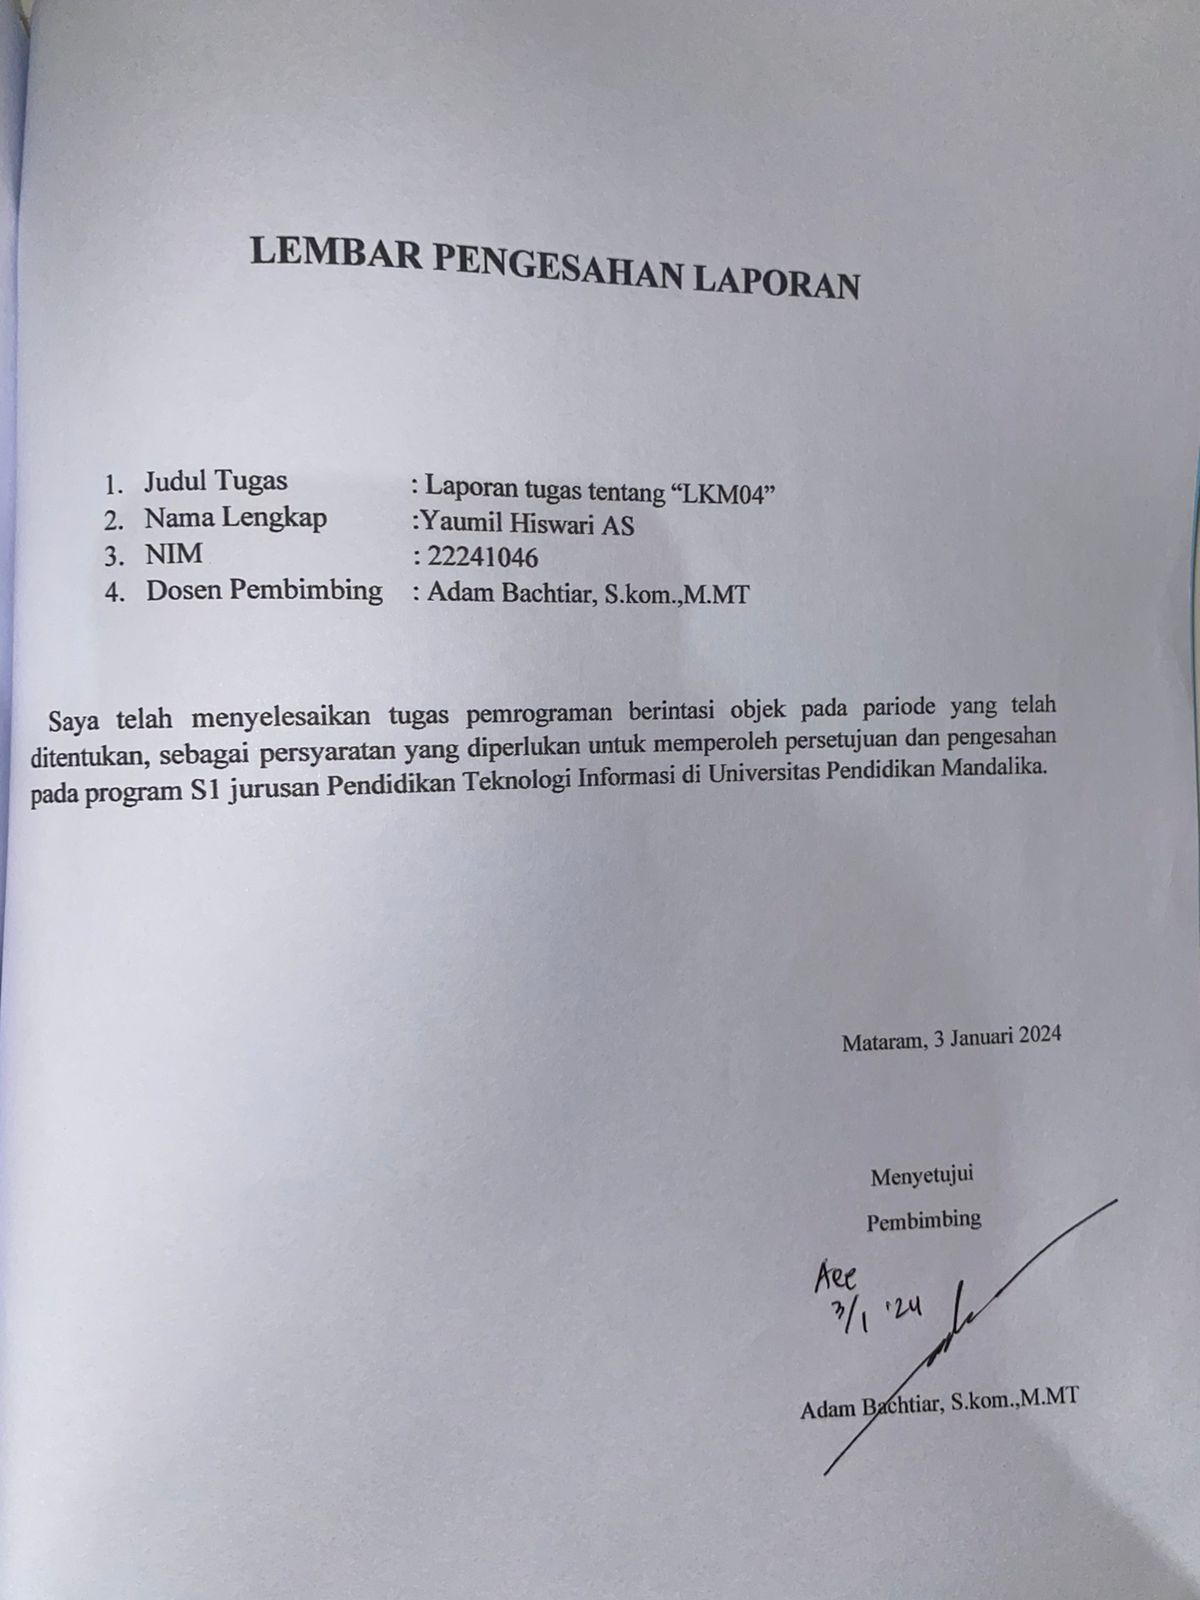 LEMBAR PENGESAHAN LAPORAN
1. Judul Tugas : Laporan tugas tentang “LKM04”
2. Nama Lengkap :Yaumil Hiswari AS
3. NIM : 22241046
4. Dosen Pembimbing : Adam Bachtiar, S.kom.,M.MT
Saya telah menyelesaikan tugas pemrograman berintasi objek pada pariode yang telah
ditentukan, sebagai persyaratan yang diperlukan untuk memperoleh persetujuan dan pengesahan
pada program S1 jurusan Pendidikan Teknologi Informasi di Universitas Pendidikan Mandalika.
Mataram, 3 Januari 2024
Menyetujui
Pembimbing
Acc
3/1 '24
Adam Bachtiar, S.kom.,M.MT